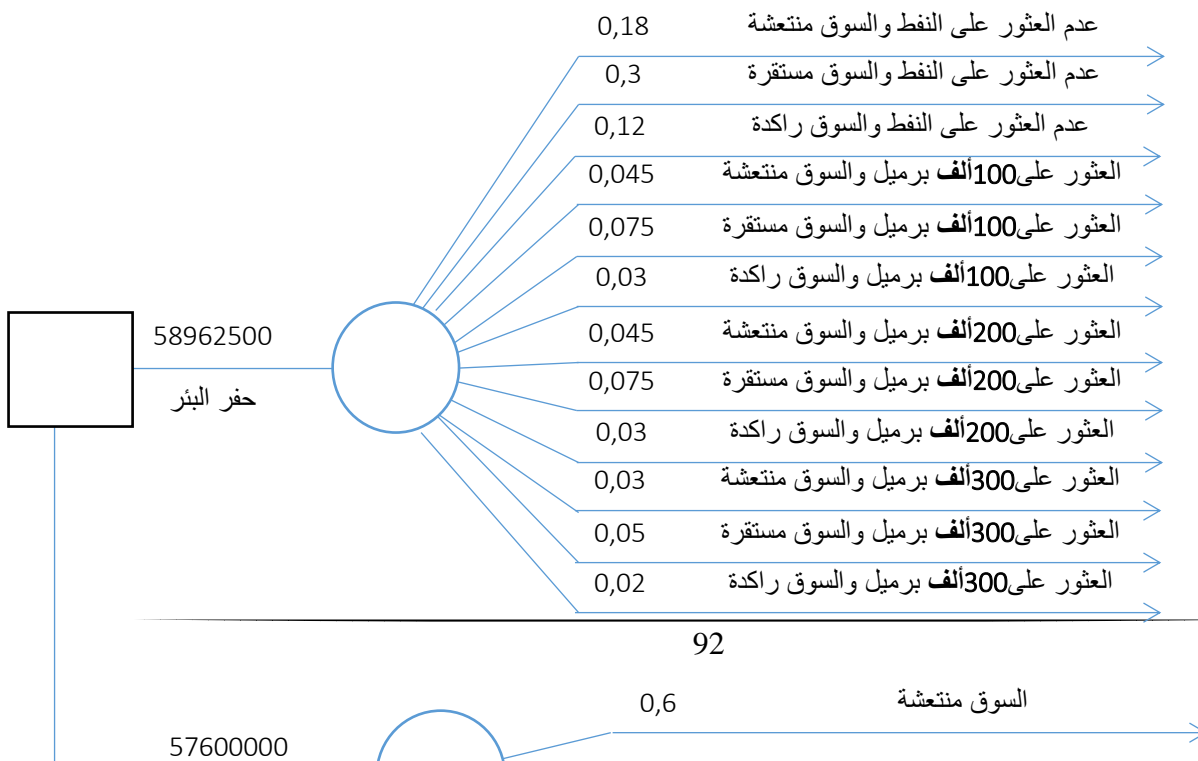 عدم العثور على النفط والسوق منتعشة 0,18
عدم العثور على النفط والسوق مستقرة 0,3
عدم العثور على النفط والسوق راكدة 0,12
العثور على100ألف برميل والسوق منتعشة 0,045
العثور على100ألف برميل والسوق مستقرة 0,075
العثور على100ألف برميل والسوق راكدة 0,03
العثور على200ألف برميل والسوق منتعشة 0,045
58962500
حفر البئر
العثور على200ألف برميل والسوق مستقرة 0,075
العثور على200ألف برميل والسوق راكدة 0,03
العثور على300ألف برميل والسوق منتعشة 0,03
العثور على300ألف برميل والسوق مستقرة 0,05
العثور على300ألف برميل والسوق راكدة 0,02
92
السوق منتعشة 0,6
57600000